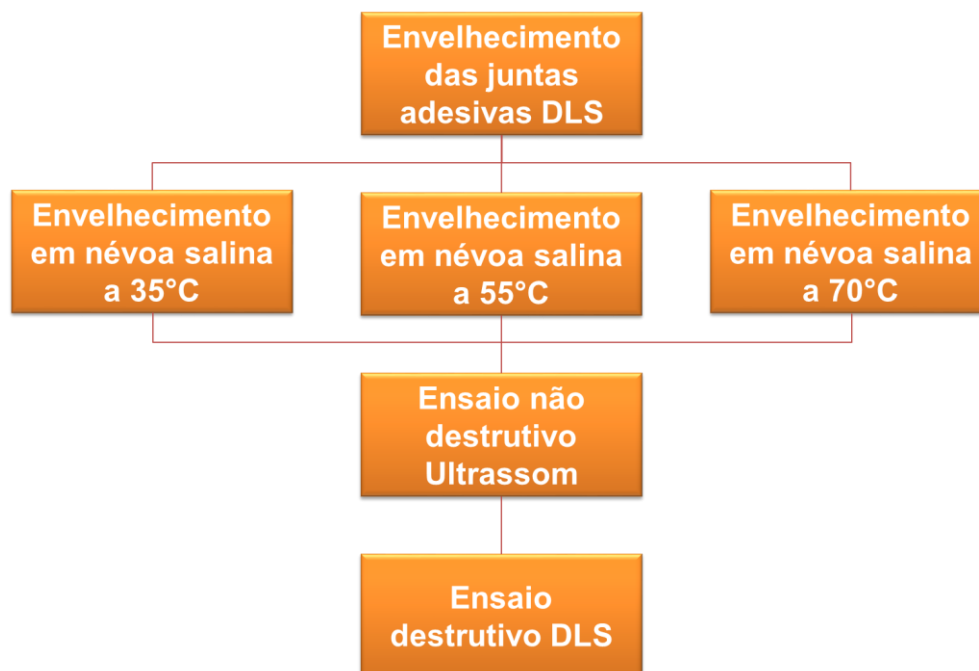 Envelhecimento
das juntas
adesivas DLS
Envelhecimento
em névoa salina
a 35°C
Envelhecimento
em névoa salina
a 55°C
Envelhecimento
em névoa salina
a 70°C
Ensaio não
destrutivo
Ultrassom
Ensaio
destrutivo DLS